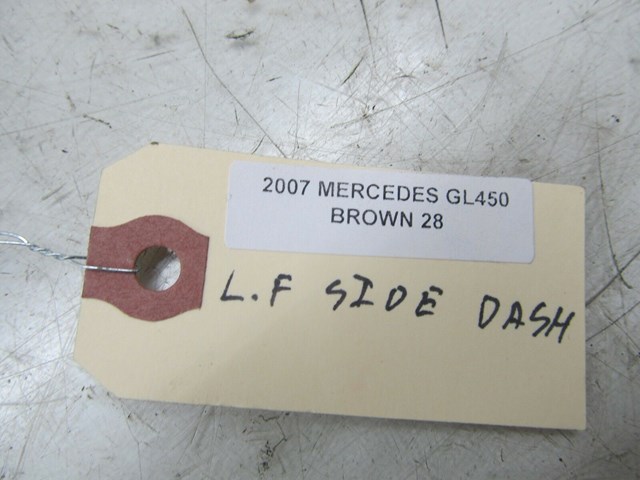 2007 MERCEDES GL450
BROWN 28
L.F SIDE DASH